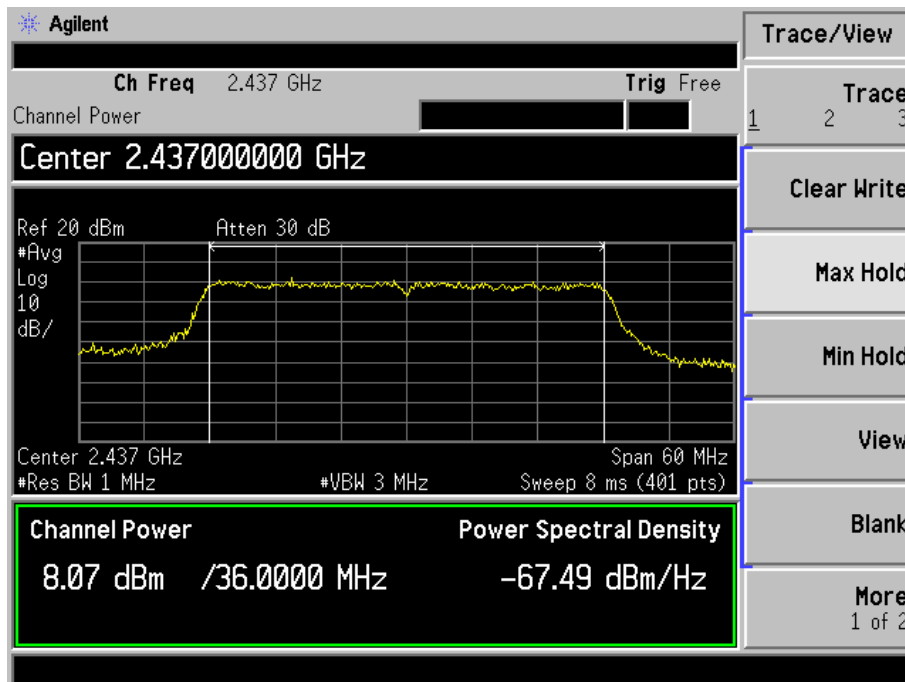 Agilent
Trace/View
Ch Freq 2.437 GHz Trig Free
Channel Power
Trace
1 2 3
Center 2.437000000 GHz
Clear Write
Ref 20 dBm Atten 30 dB
#Avg
Log
10
dB/
Max Hold
Min Hold
Center 2.437 GHz Span 60 MHz
#Res BW 1 MHz #VBW 3 MHz Sweep 8 ms (401 pts)
View
Channel Power Power Spectral Density
8.07 dBm /36.0000 MHz -67.49 dBm/Hz
Blank
More
1 of 2